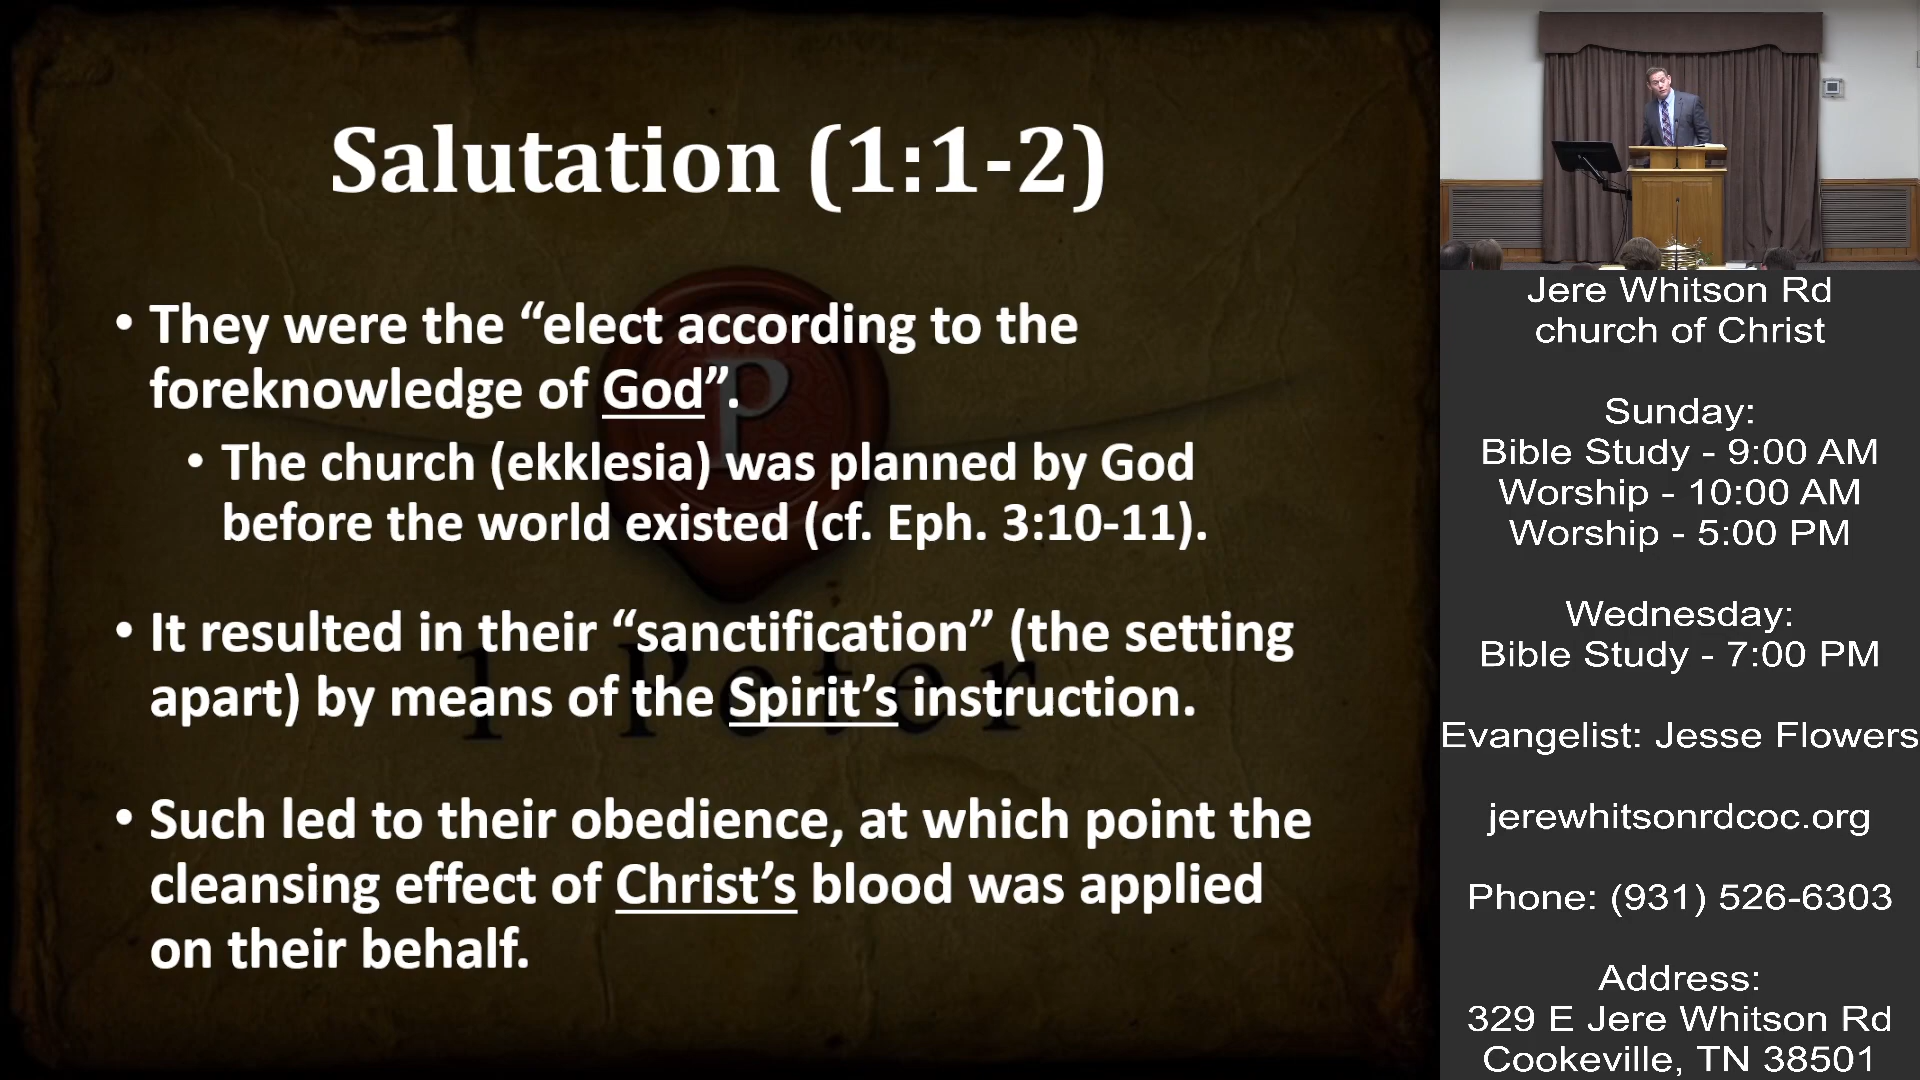 Salutation (1:1-2)
• They were the “elect according to the
foreknowledge of God”.
• The church (ekklesia) was planned by God
before the world existed (cf. Eph. 3:10-11).
• It resulted in their “sanctification” (the setting
apart) by means of the Spirit’s instruction.
• Such led to their obedience, at which point the
cleansing effect of Christ’s blood was applied
on their behalf.
P
1 Peter
Jere Whitson Rd
church of Christ
Sunday:
Bible Study - 9:00 AM
Worship - 10:00 AM
Worship - 5:00 PM
Wednesday:
Bible Study - 7:00 PM
Evangelist: Jesse Flowers
jerewhitsonrdcoc.org
Phone: (931) 526-6303
Address:
329 E Jere Whitson Rd
Cookeville, TN 38501